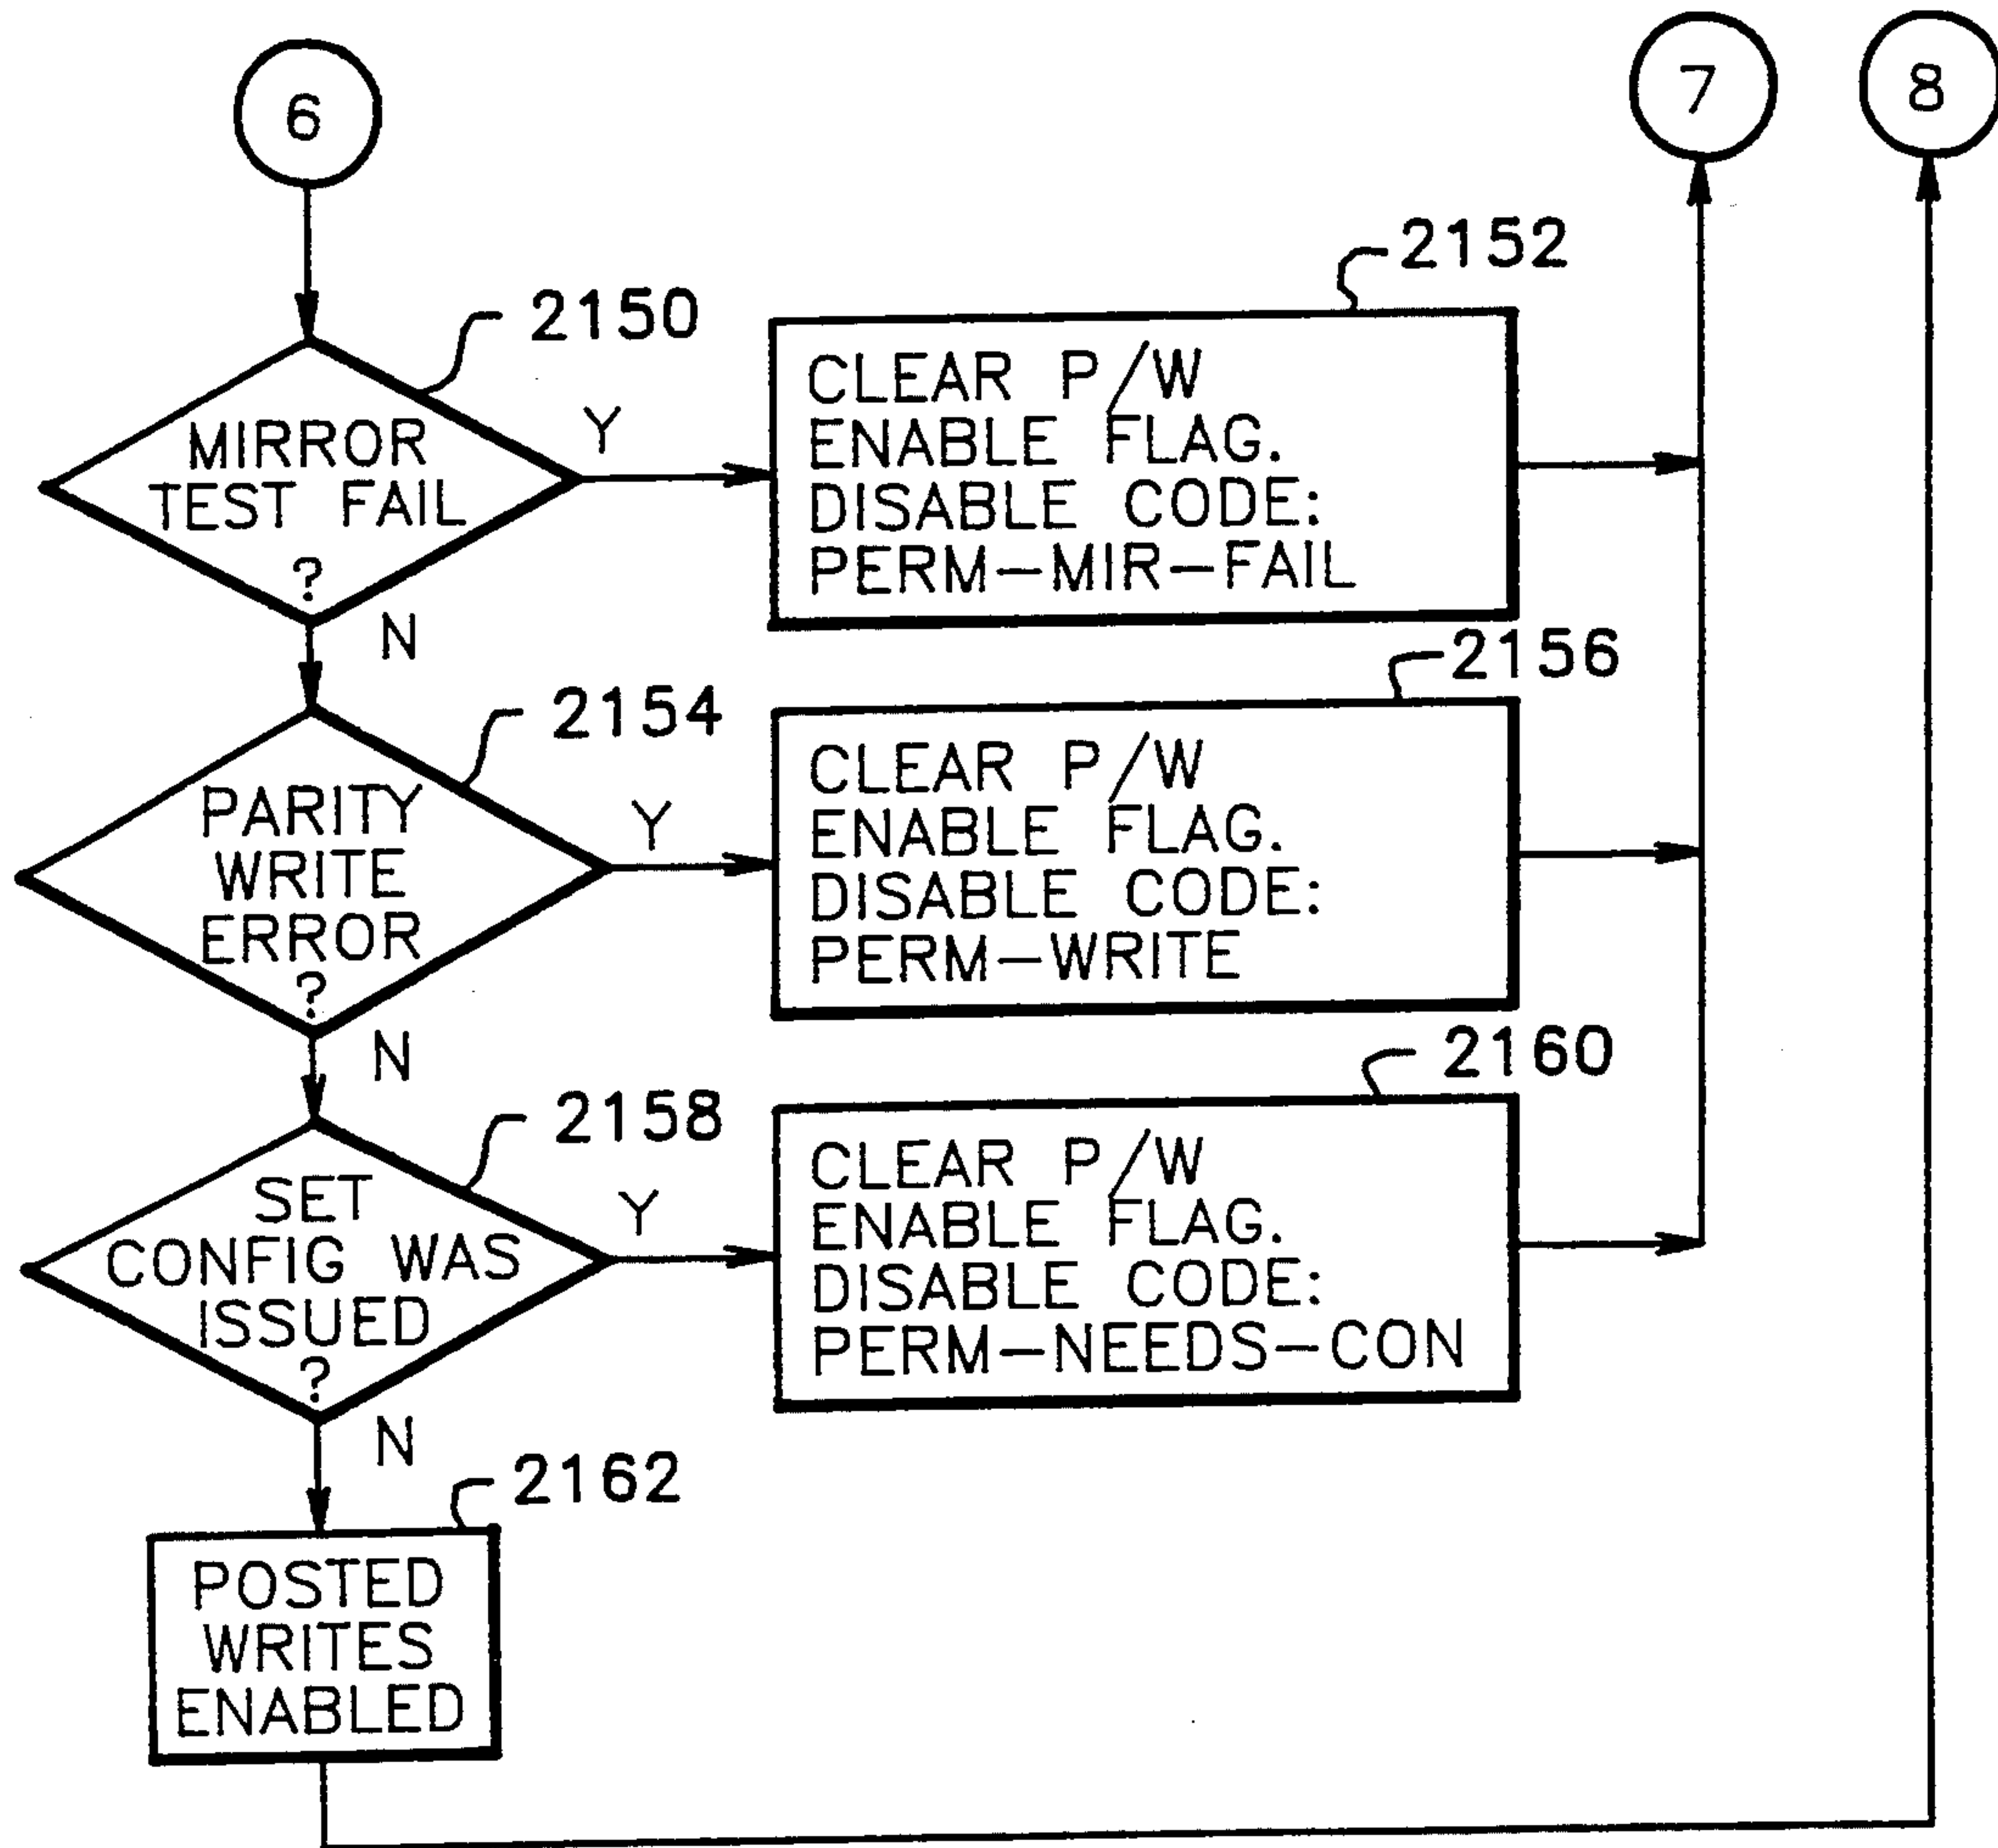 6
7
8
2150
2152
MIRROR
TEST FAIL
?
Y
N
CLEAR P/W
ENABLE FLAG.
DISABLE CODE:
PERM-MIR-FAIL
2154
2156
PARITY
WRITE
ERROR
?
Y
N
CLEAR P/W
ENABLE FLAG.
DISABLE CODE:
PERM-WRITE
2158
2160
SET
CONFIG WAS
ISSUED
?
Y
N
CLEAR P/W
ENABLE FLAG.
DISABLE CODE:
PERM-NEEDS-CON
2162
POSTED
WRITES
ENABLED